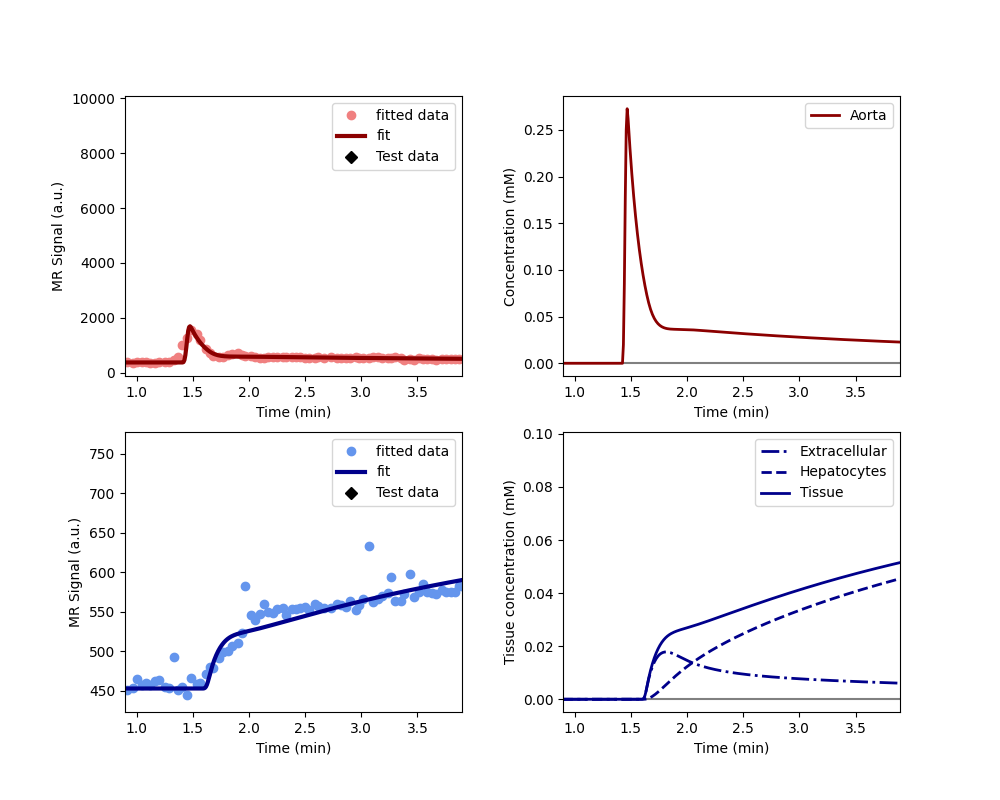 10000
8000
6000
4000
2000
0
MR Signal (a.u.)
fitted data
fit
Test data
1.0 1.5 2.0 2.5 3.0 3.5
Time (min)
0.25
0.20
0.15
0.10
0.05
0.00
Concentration (mM)
Aorta
1.0 1.5 2.0 2.5 3.0 3.5
Time (min)
750
700
650
600
550
500
450
MR Signal (a.u.)
fitted data
fit
Test data
1.0 1.5 2.0 2.5 3.0 3.5
Time (min)
0.10
0.08
0.06
0.04
0.02
0.00
Tissue concentration (mM)
Extracellular
Hepatocytes
Tissue
1.0 1.5 2.0 2.5 3.0 3.5
Time (min)